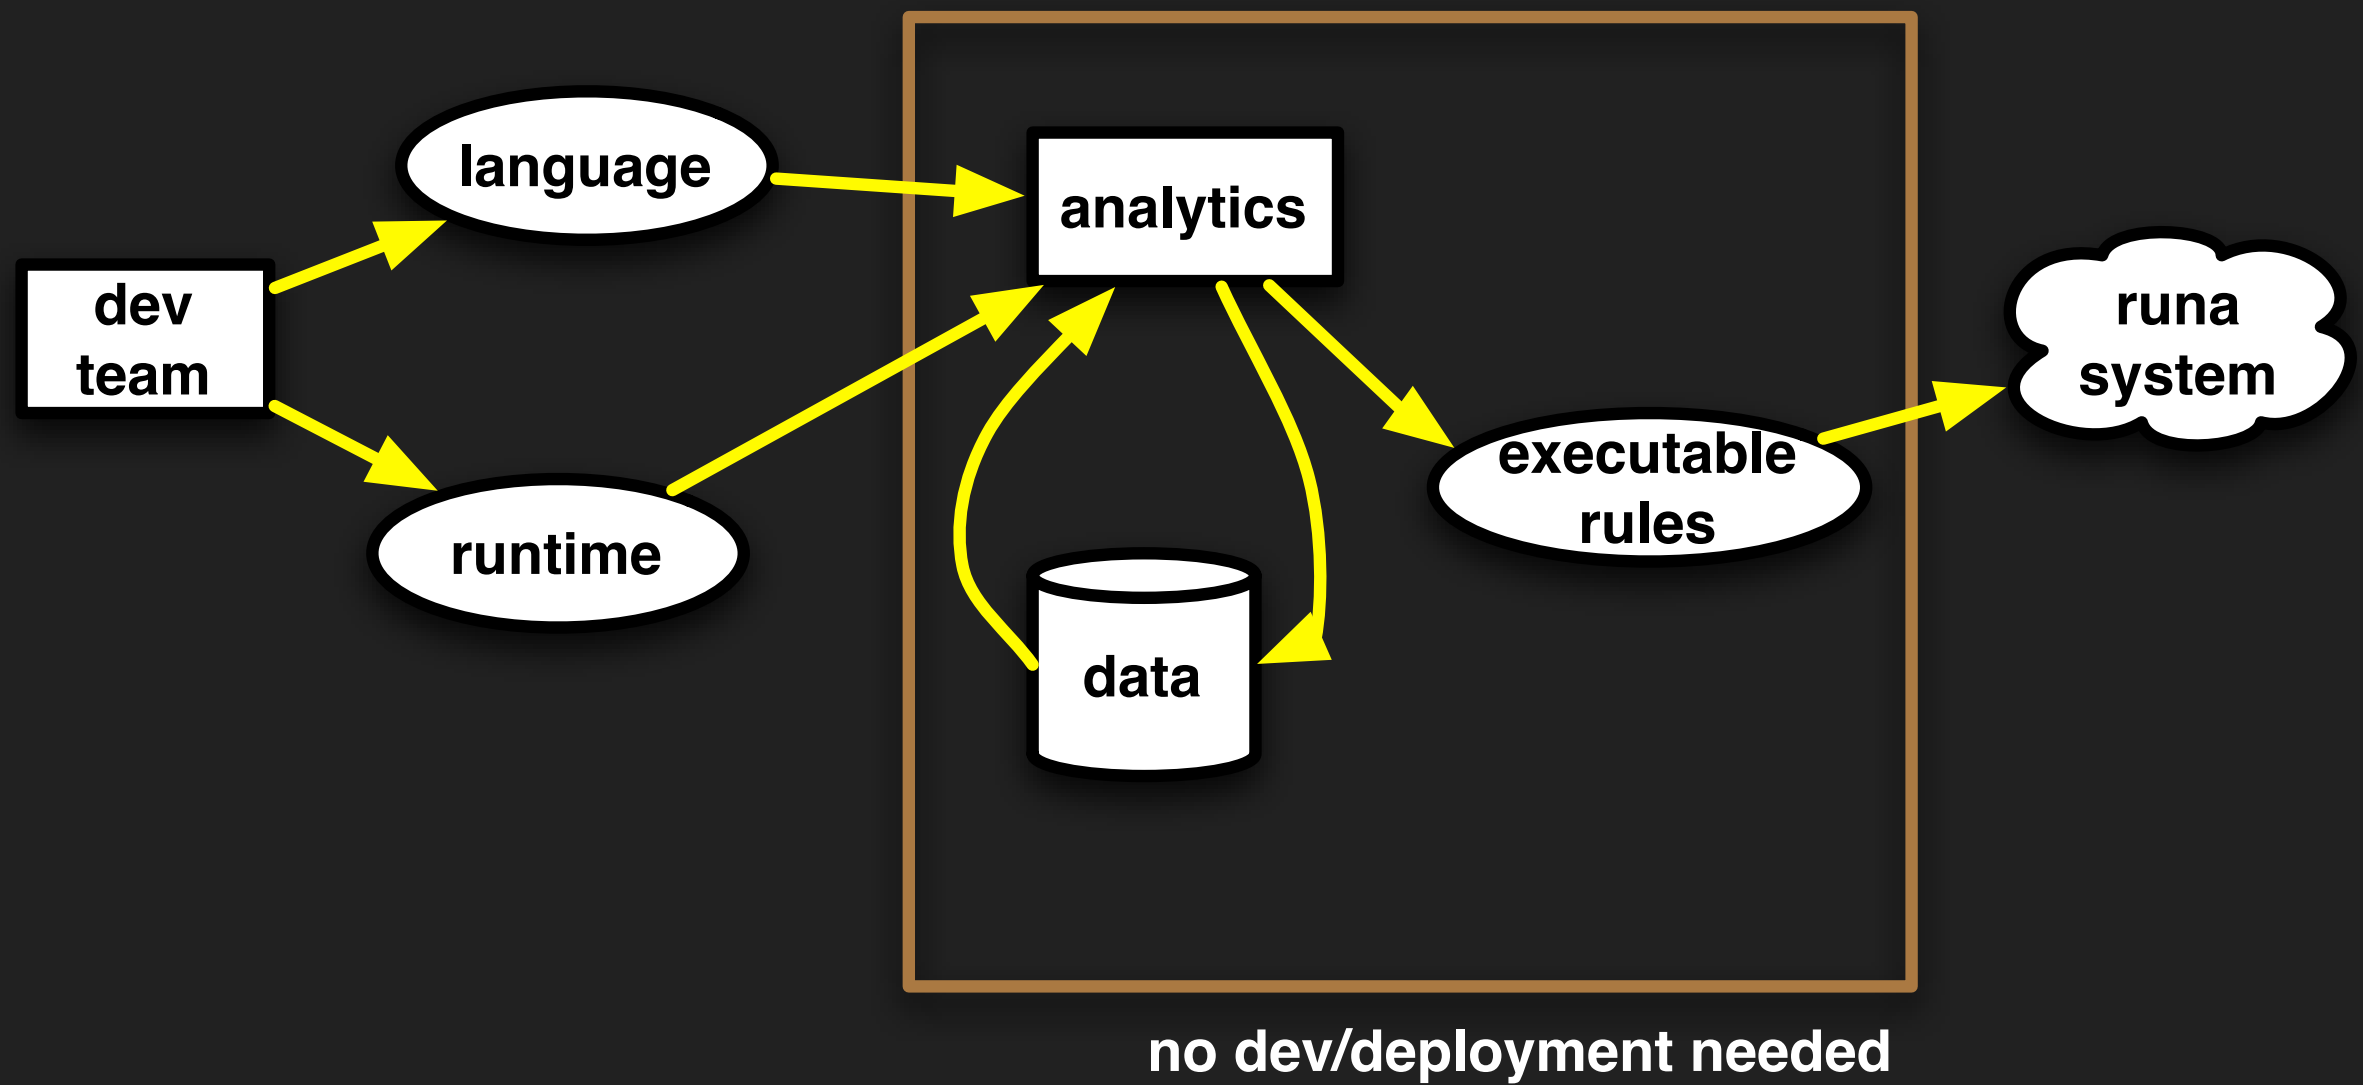 language
dev
team
runtime
analytics
data
executable
rules
runa
system
no dev/deployment needed